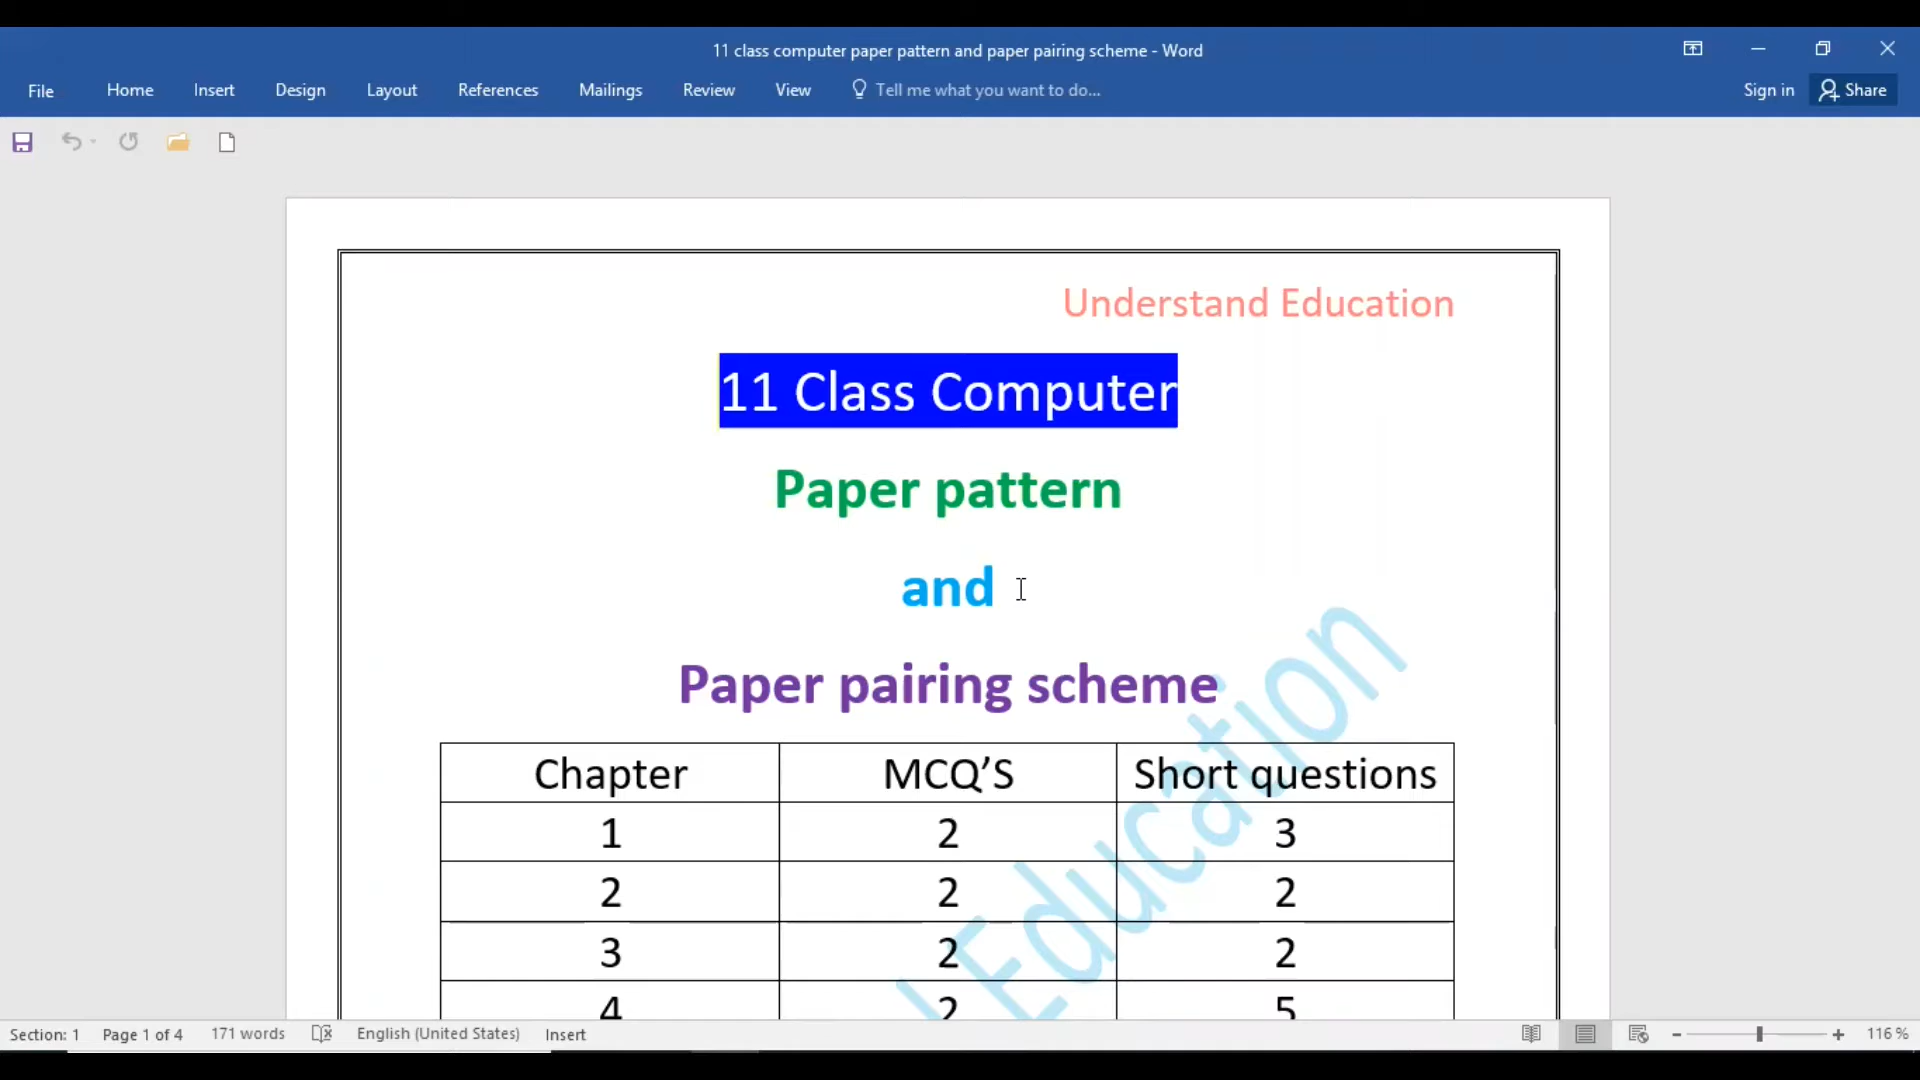 11 class computer paper pattern and paper pairing scheme - Word
File Home Insert Design Layout References Mailings Review View Tell me what you want to do... Sign in Share
Understand Education
11 Class Computer
Paper pattern
and
Paper pairing scheme
Chapter MCQ’S Short questions
1 2 3
2 2 2
3 2 2
4 2 5
Education
Section: 1 Page 1 of 4 171 words English (United States) Insert 116 %